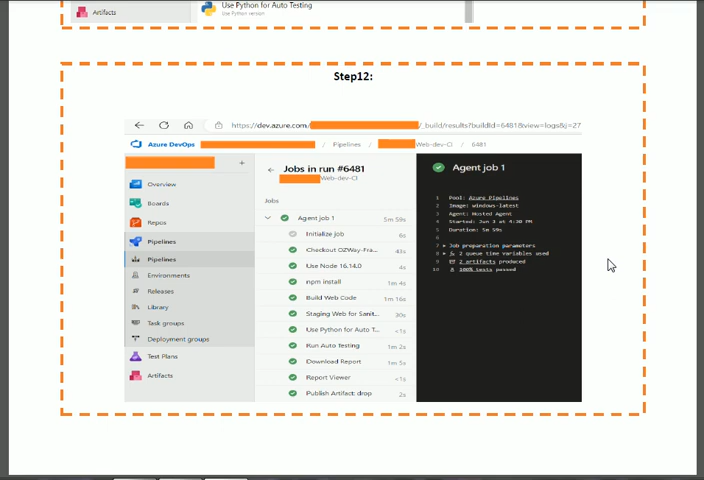 Artifacts
Use Python for Auto Testing
Use Python version
Step12:
https://dev.azure.com/
_build/results?buildId=6481&view=logs&j=27
Azure DevOps
/ Pipelines /
Web-dev-CI / 6481
+
Overview
Boards
Repos
Pipelines
Pipelines
Environments
Releases
Library
Task groups
Deployment groups
Test Plans
Artifacts
Jobs in run #6481
Web-dev-CI
Jobs
Agent job 1 5m 59s
Initialize job 6s
Checkout OZWay-Fra... 43s
Use Node 16.14.0 4s
npm install 1m 4s
Build Web Code 1m 16s
Staging Web for Sanit... 30s
Use Python for Auto T... <1s
Run Auto Testing 1m 2s
Download Report 1m 5s
Report Viewer <1s
Publish Artifact: drop 2s
Agent job 1
1 Pool: Azure Pipelines
2 Image: windows-latest
3 Agent: Hosted Agent
4 Started: Jun 3 at 4:30 PM
5 Duration: 5m 59s
6
7 Job preparation parameters
8 2 queue time variables used
9 2 artifacts produced
10 100% tests passed